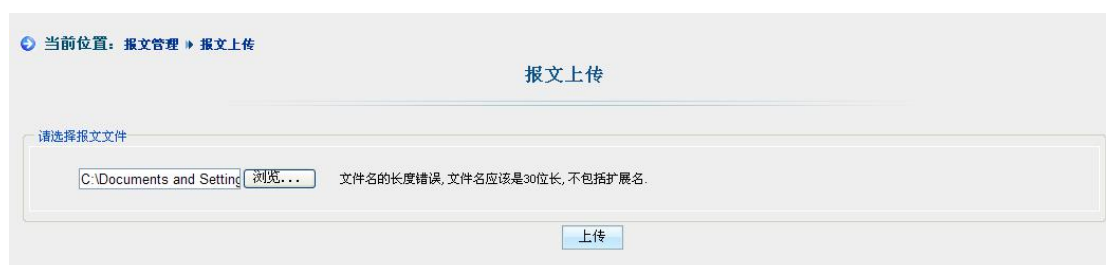 当前位置：报文管理 » 报文上传
报文上传
请选择报文文件
C:\Documents and Setting 浏览... 文件名的长度错误,文件名应该是30位长,不包括扩展名.
上传